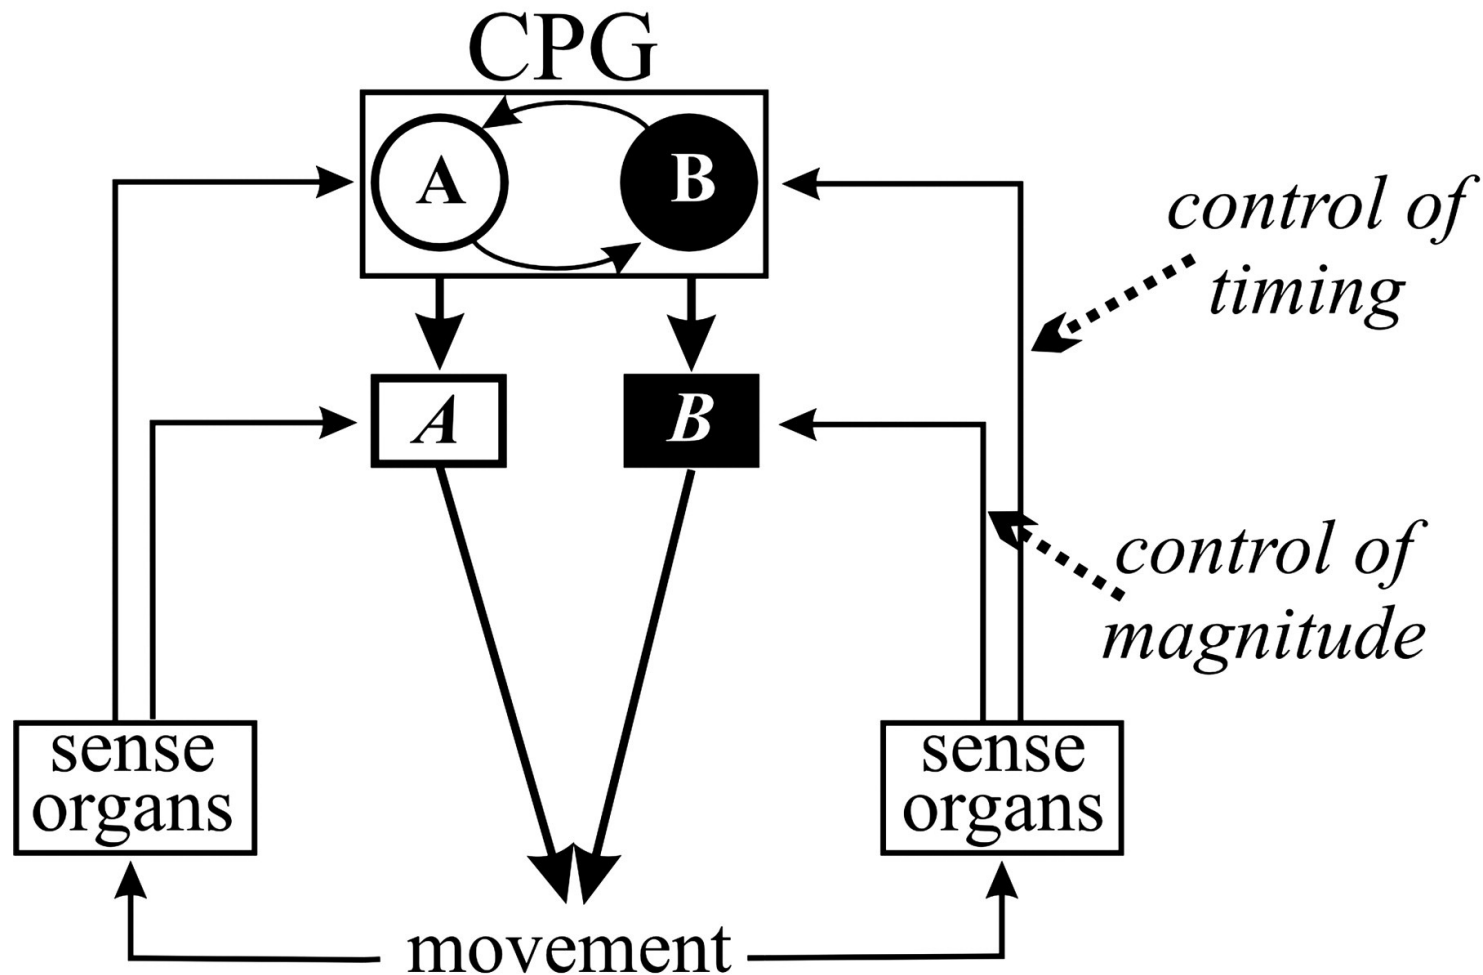 CPG
A
B
control of
timing
A
B
control of
magnitude
sense
organs
sense
organs
movement